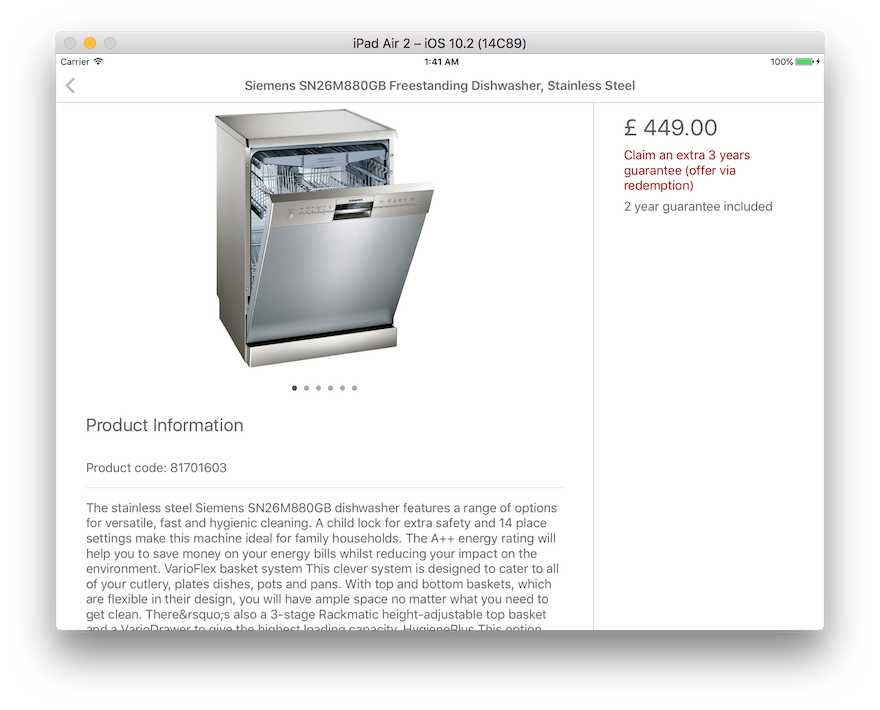 iPad Air 2 – iOS 10.2 (14C89)
Carrier
1:41 AM
100%
Siemens SN26M880GB Freestanding Dishwasher, Stainless Steel
£ 449.00
Claim an extra 3 years
guarantee (offer via
redemption)
2 year guarantee included
SIEMENS
Product Information
Product code: 81701603
The stainless steel Siemens SN26M880GB dishwasher features a range of options
for versatile, fast and hygienic cleaning. A child lock for extra safety and 14 place
settings make this machine ideal for family households. The A++ energy rating will
help you to save money on your energy bills whilst reducing your impact on the
environment. VarioFlex basket system This clever system is designed to cater to all
of your cutlery, plates dishes, pots and pans. With top and bottom baskets, which
are flexible in their design, you will have ample space no matter what you need to
get clean. There&rsquo;s also a 3-stage Rackmatic height-adjustable top basket
and a VarioDrawer to give the highest loading capacity. HygienePlus This option